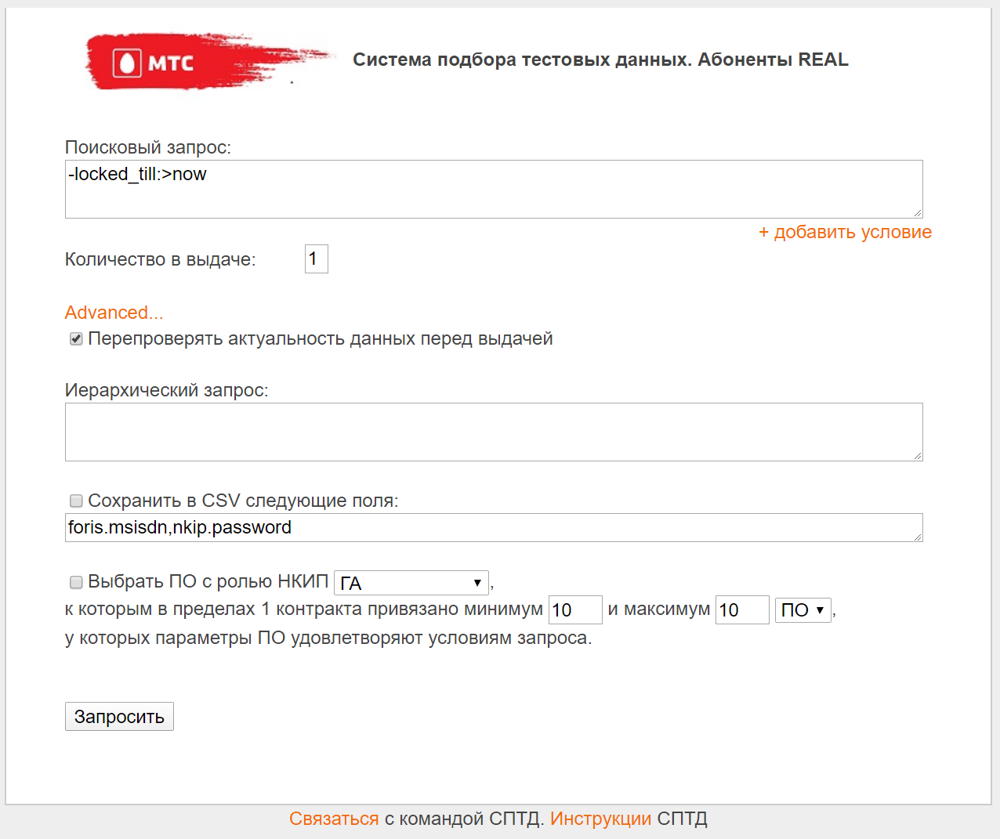 МТС
Система подбора тестовых данных. Абоненты REAL
Поисковый запрос:
-locked_till:>now
+ добавить условие
Количество в выдаче: 1
Advanced...
Перепроверять актуальность данных перед выдачей
Иерархический запрос:
Сохранить в CSV следующие поля:
foris.msisdn,nkip.password
Выбрать ПО с ролью НКИП ГА ,
к которым в пределах 1 контракта привязано минимум 10 и максимум 10 ПО ,
у которых параметры ПО удовлетворяют условиям запроса.
Запросить
Связаться с командой СПТД. Инструкции СПТД